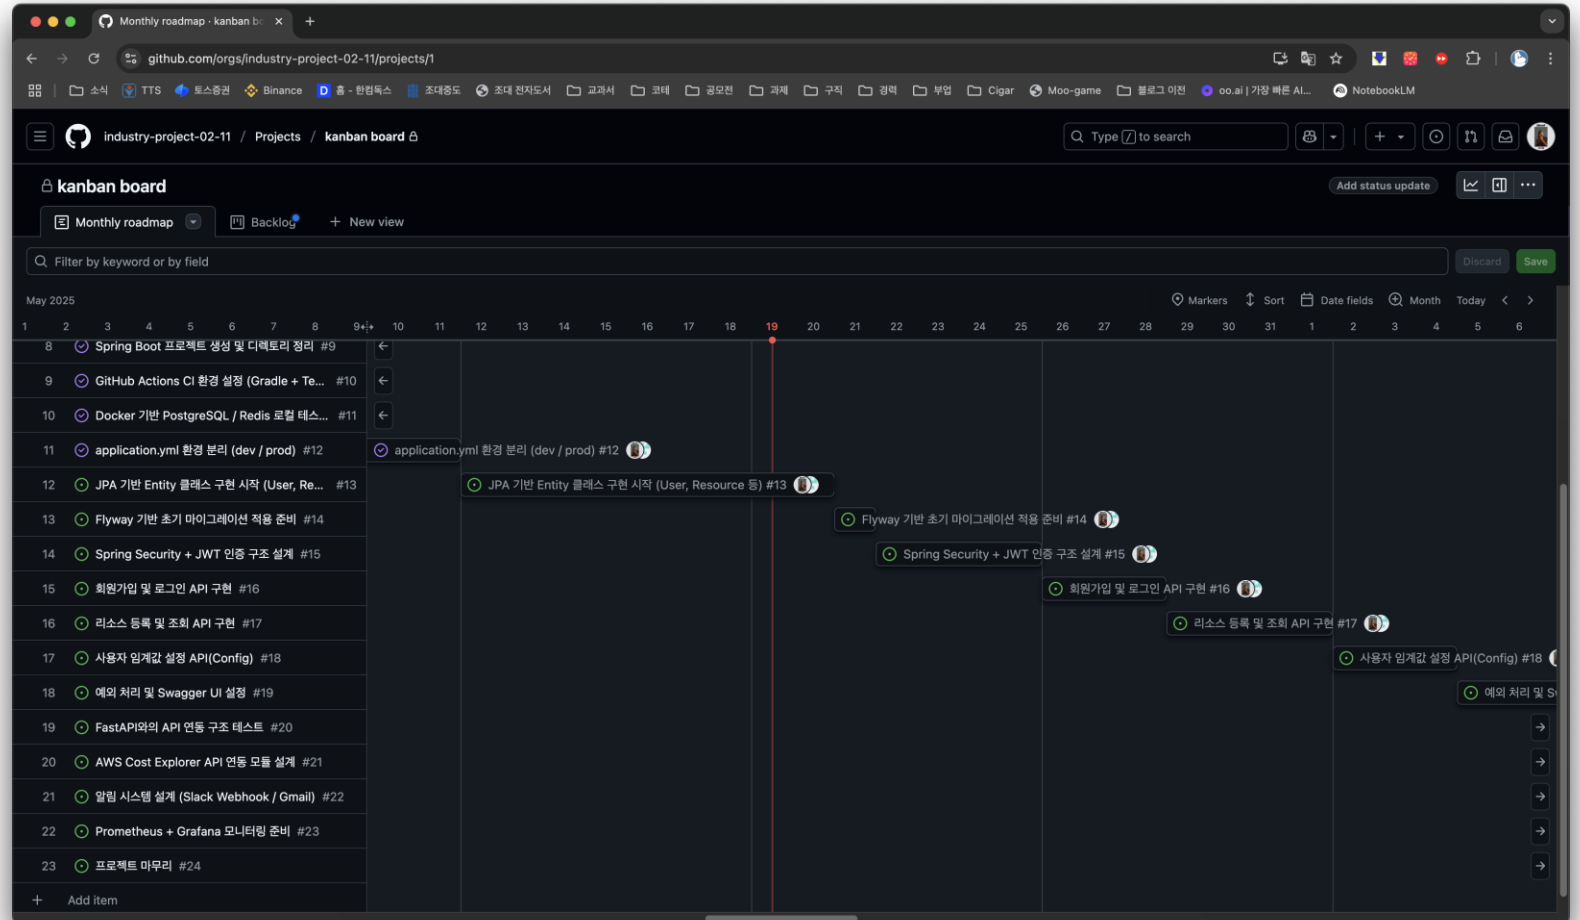 Monthly roadmap · kanban bo
github.com/orgs/industry-project-02-11/projects/1
소식 TTS 토스증권 Binance 홈 - 한컴독스 조대중도 조대 전자도서 교과서 코테 공모전 과제 구직 경력 부업 Cigar Moo-game 블로그 이전 oo.ai | 가장 빠른 AI... NotebookLM
industry-project-02-11 / Projects / kanban board Type / to search
kanban board Add status update
Monthly roadmap Backlog + New view
Filter by keyword or by field Discard Save
May 2025 Markers Sort Date fields Month Today
1 2 3 4 5 6 7 8 9 10 11 12 13 14 15 16 17 18 19 20 21 22 23 24 25 26 27 28 29 30 31 1 2 3 4 5 6
8 Spring Boot 프로젝트 생성 및 디렉토리 정리 #9
9 GitHub Actions CI 환경 설정 (Gradle + Te... #10
10 Docker 기반 PostgreSQL / Redis 로컬 테스... #11
11 application.yml 환경 분리 (dev / prod) #12 application.yml 환경 분리 (dev / prod) #12
12 JPA 기반 Entity 클래스 구현 시작 (User, Re... #13 JPA 기반 Entity 클래스 구현 시작 (User, Resource 등) #13
13 Flyway 기반 초기 마이그레이션 적용 준비 #14 Flyway 기반 초기 마이그레이션 적용 준비 #14
14 Spring Security + JWT 인증 구조 설계 #15 Spring Security + JWT 인증 구조 설계 #15
15 회원가입 및 로그인 API 구현 #16 회원가입 및 로그인 API 구현 #16
16 리소스 등록 및 조회 API 구현 #17 리소스 등록 및 조회 API 구현 #17
17 사용자 임계값 설정 API(Config) #18 사용자 임계값 설정 API(Config) #18
18 예외 처리 및 Swagger UI 설정 #19 예외 처리 및 Sw
19 FastAPI와의 API 연동 구조 테스트 #20
20 AWS Cost Explorer API 연동 모듈 설계 #21
21 알림 시스템 설계 (Slack Webhook / Gmail) #22
22 Prometheus + Grafana 모니터링 준비 #23
23 프로젝트 마무리 #24
+ Add item